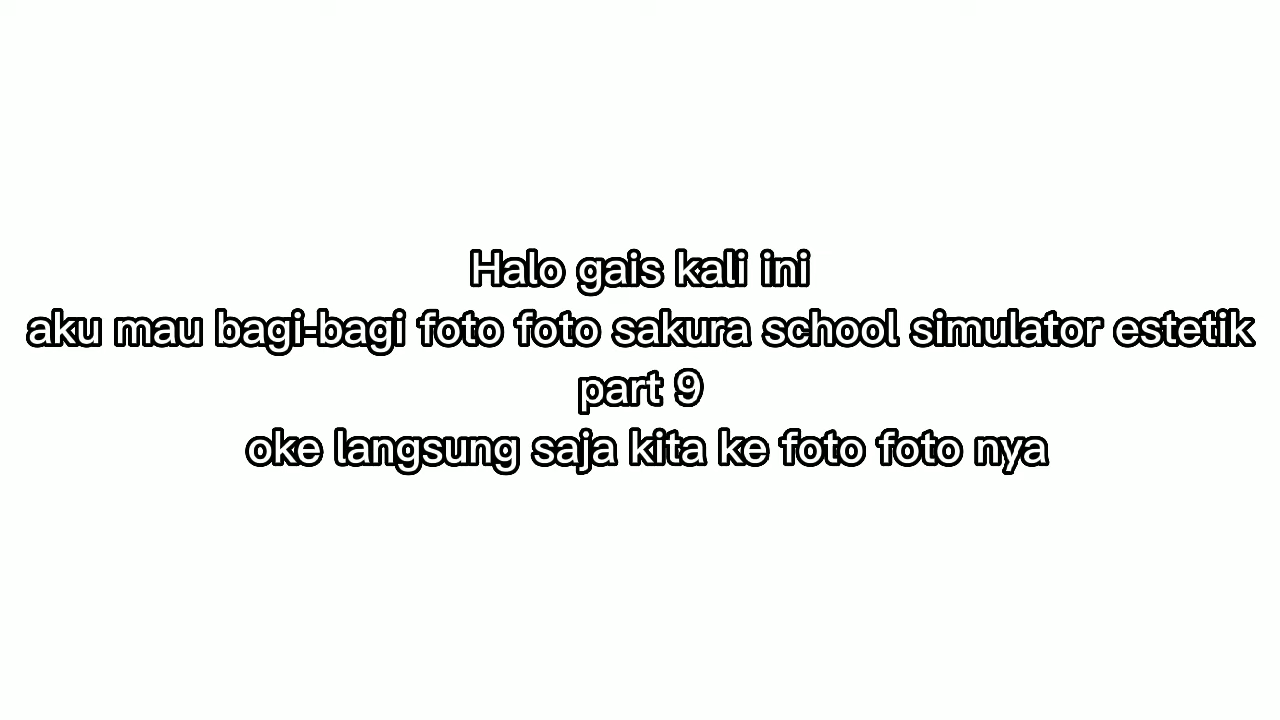 Halo gais kali ini
aku mau bagi-bagi foto foto sakura school simulator estetik
part 9
oke langsung saja kita ke foto foto nya